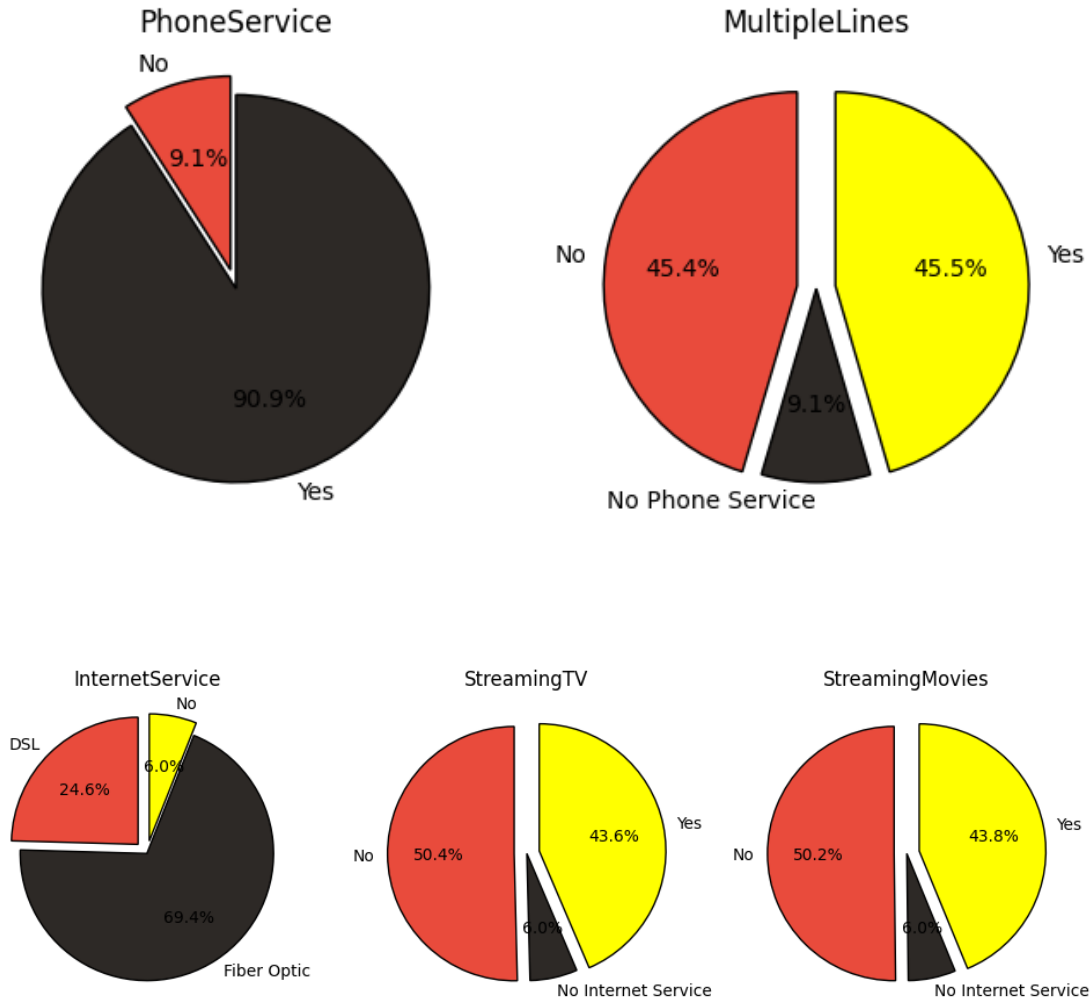 PhoneService
No
9.1%
90.9%
Yes
MultipleLines
No
45.4%
Yes
45.5%
9.1%
No Phone Service
InternetService
No
DSL
6.0%
24.6%
69.4%
Fiber Optic
StreamingTV
Yes
43.6%
No
50.4%
6.0%
No Internet Service
StreamingMovies
Yes
43.8%
No
50.2%
6.0%
No Internet Service